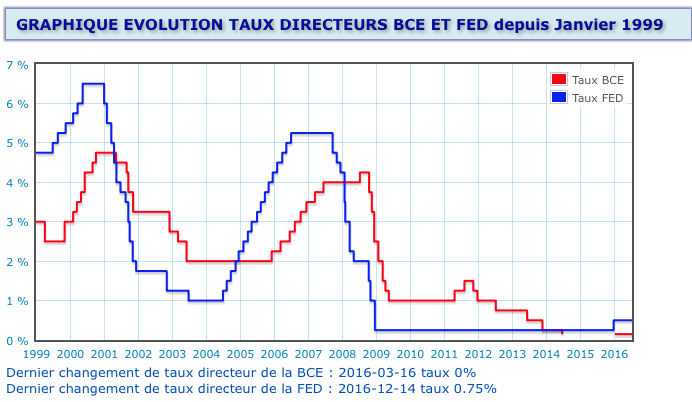 GRAPHIQUE EVOLUTION TAUX DIRECTEURS BCE ET FED depuis Janvier 1999
7 %
Taux BCE
6 %
Taux FED
5 %
4 %
3 %
2 %
1 %
0 %
1999 2000 2001 2002 2003 2004 2005 2006 2007 2008 2009 2010 2011 2012 2013 2014 2015 2016
Dernier changement de taux directeur de la BCE : 2016-03-16 taux 0%
Dernier changement de taux directeur de la FED : 2016-12-14 taux 0.75%